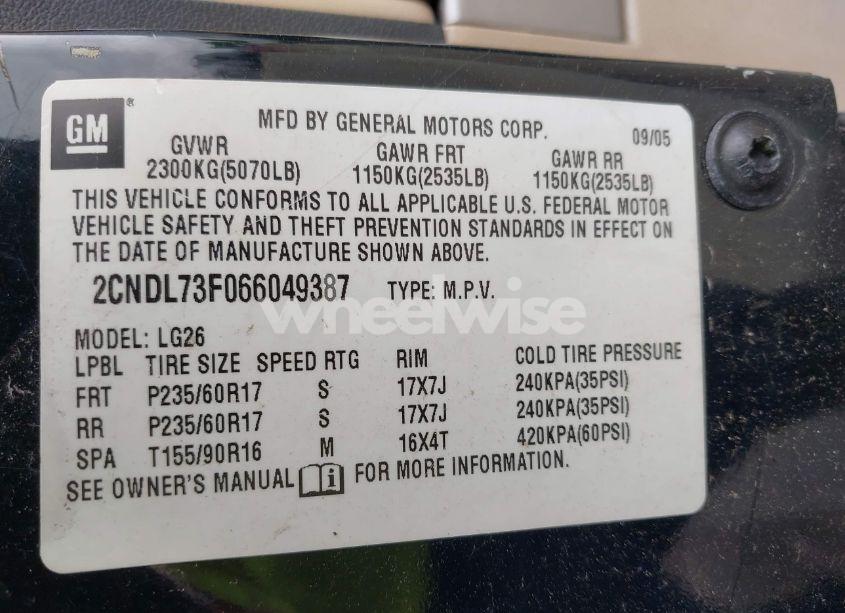 GM
MFD BY GENERAL MOTORS CORP. 09/05
GVWR GAWR FRT GAWR RR
2300KG(5070LB) 1150KG(2535LB) 1150KG(2535LB)
THIS VEHICLE CONFORMS TO ALL APPLICABLE U.S. FEDERAL MOTOR
VEHICLE SAFETY AND THEFT PREVENTION STANDARDS IN EFFECT ON
THE DATE OF MANUFACTURE SHOWN ABOVE.
2CNDL73F066049387 TYPE: M.P.V.
wheelwise
MODEL: LG26
LPBL TIRE SIZE SPEED RTG RIM COLD TIRE PRESSURE
FRT P235/60R17 S 17X7J 240KPA(35PSI)
RR P235/60R17 S 17X7J 240KPA(35PSI)
SPA T155/90R16 M 16X4T 420KPA(60PSI)
SEE OWNER'S MANUAL i FOR MORE INFORMATION.